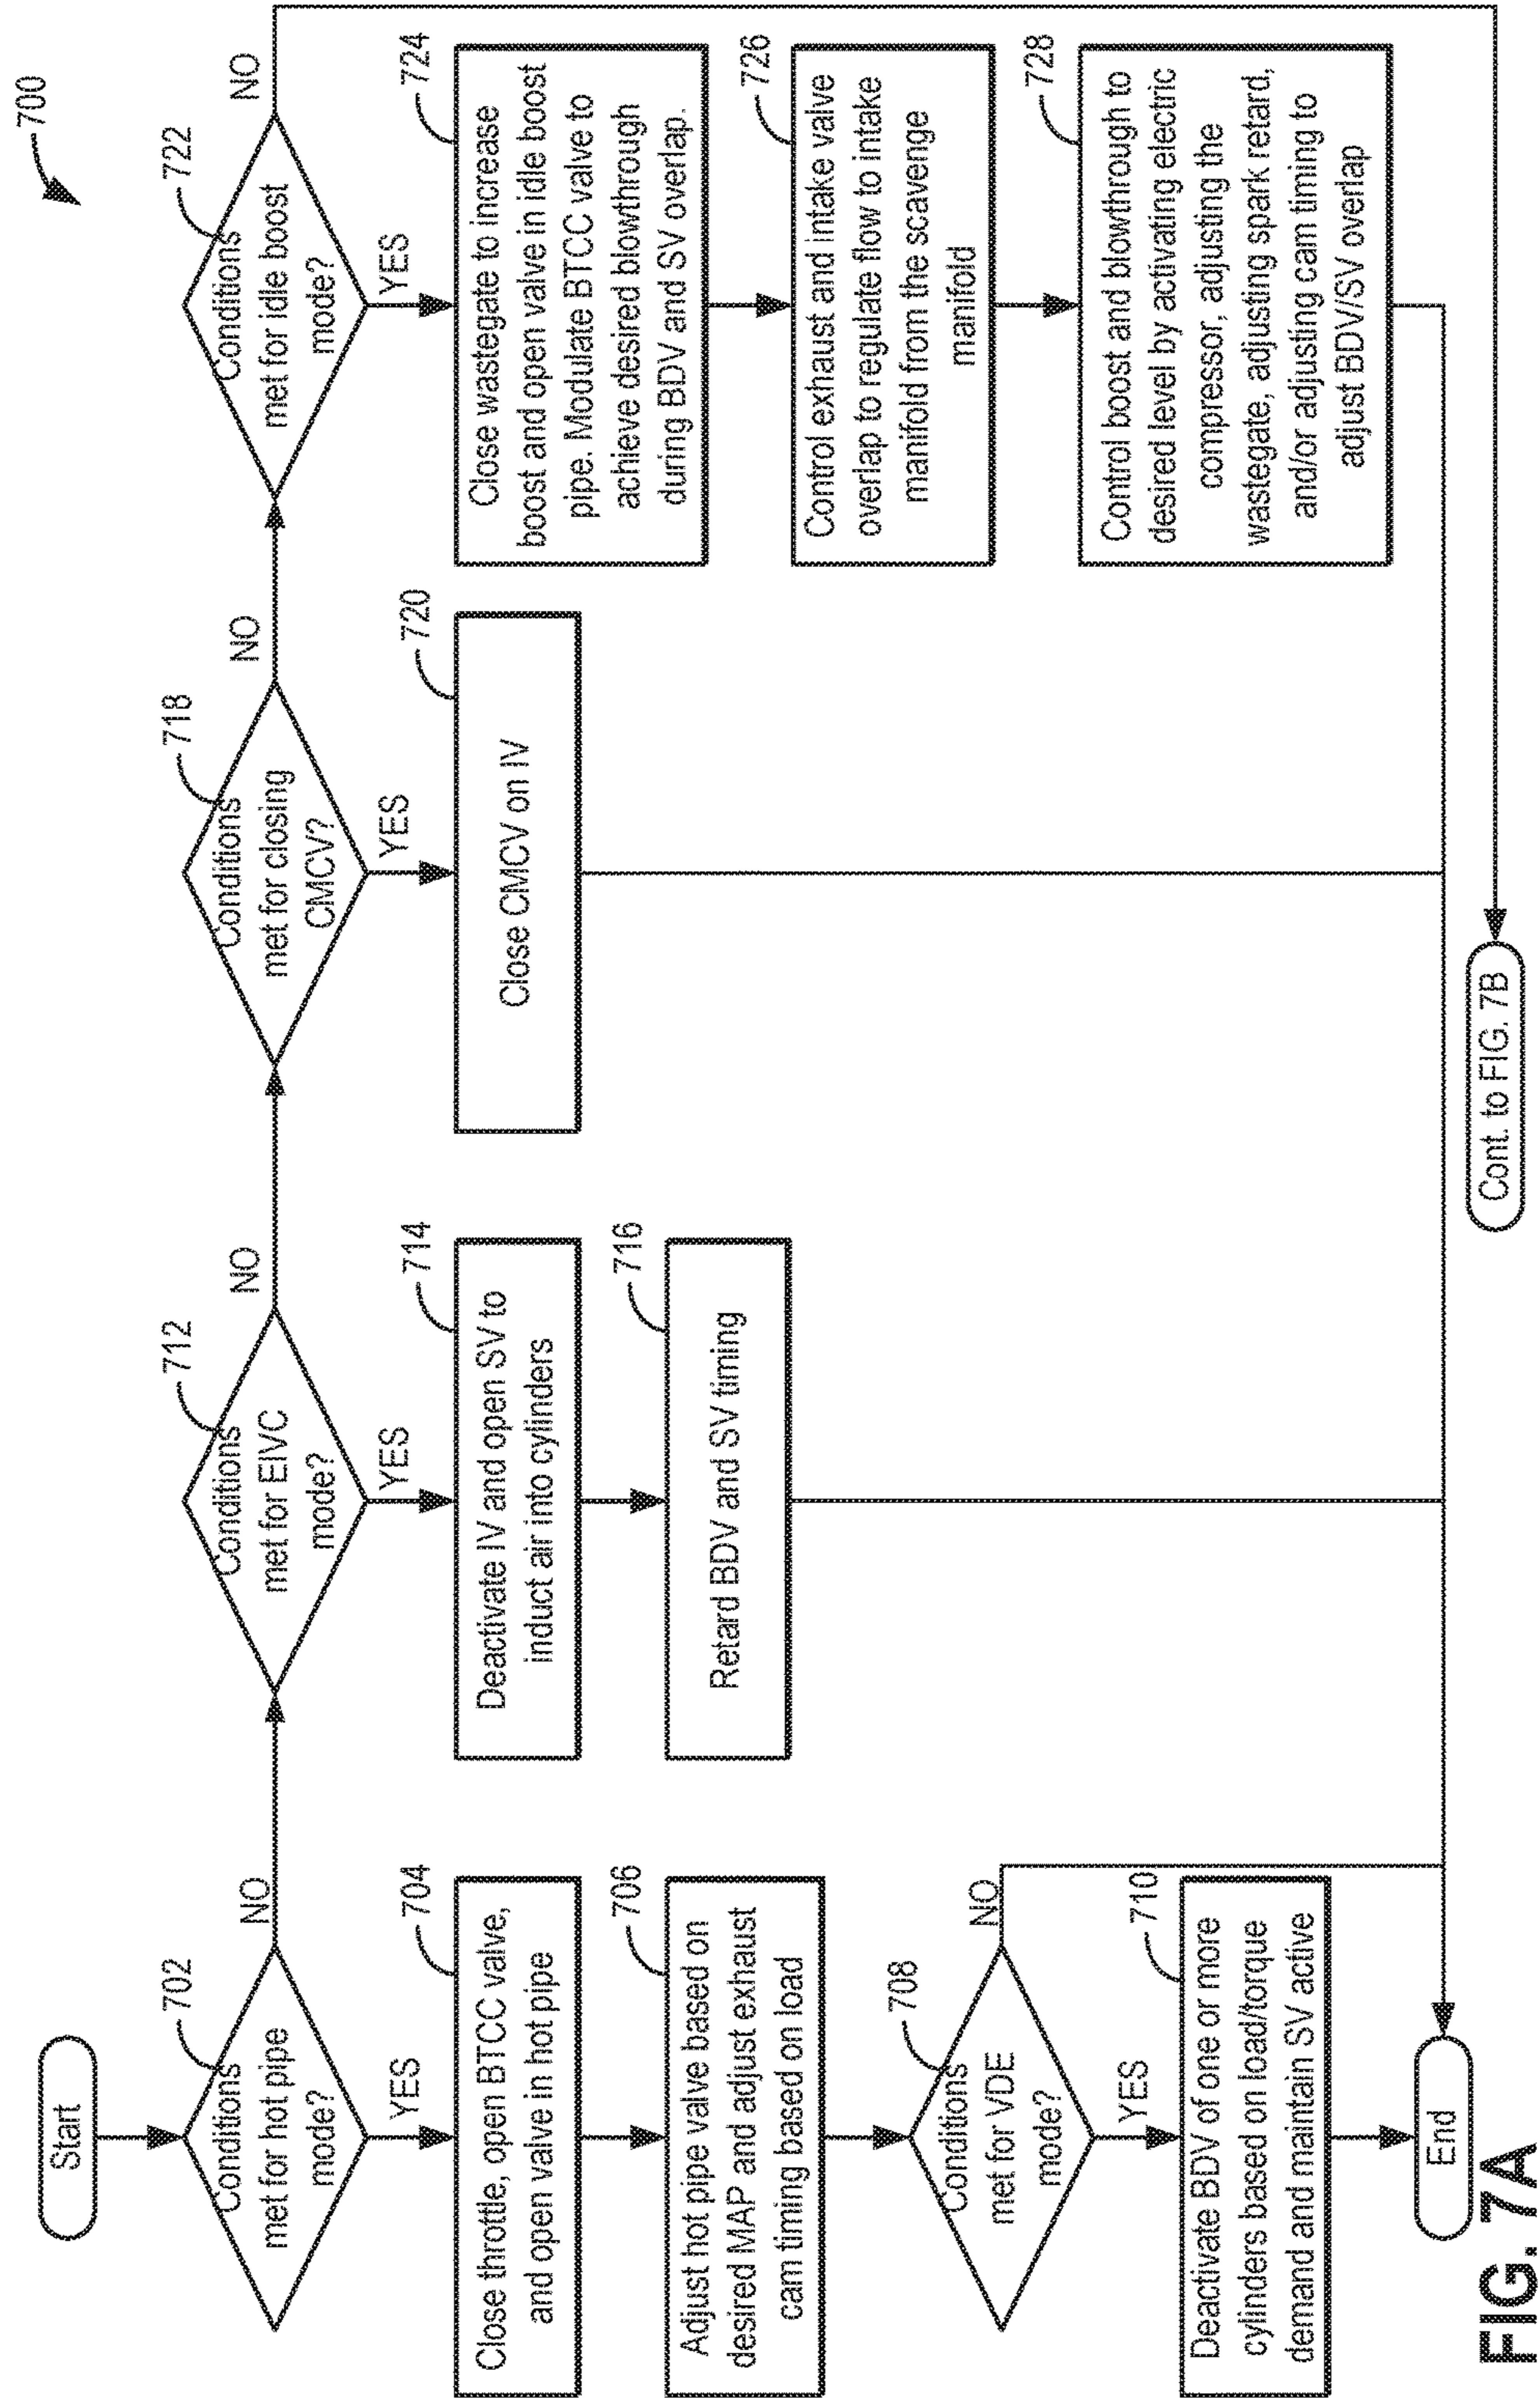 700
Start
702
Conditions
met for hot pipe
mode?
NO
YES
704
Close throttle, open BTCC valve,
and open valve in hot pipe
706
Adjust hot pipe valve based on
desired MAP and adjust exhaust
cam timing based on load
708
Conditions
met for VDE
mode?
NO
YES
710
Deactivate BDV of one or more
cylinders based on load/torque
demand and maintain SV active
End
712
Conditions
met for EIVC
mode?
NO
YES
714
Deactivate IV and open SV to
induct air into cylinders
716
Retard BDV and SV timing
718
Conditions
met for closing
CMCV?
NO
YES
720
Close CMCV on IV
722
Conditions
met for idle boost
mode?
NO
YES
724
Close wastegate to increase
boost and open valve in idle boost
pipe. Modulate BTCC valve to
achieve desired blowthrough
during BDV and SV overlap.
726
Control exhaust and intake valve
overlap to regulate flow to intake
manifold from the scavenge
manifold
728
Control boost and blowthrough to
desired level by activating electric
compressor, adjusting the
wastegate, adjusting spark retard,
and/or adjusting cam timing to
adjust BDV/SV overlap
Cont. to FIG. 7B
FIG. 7A